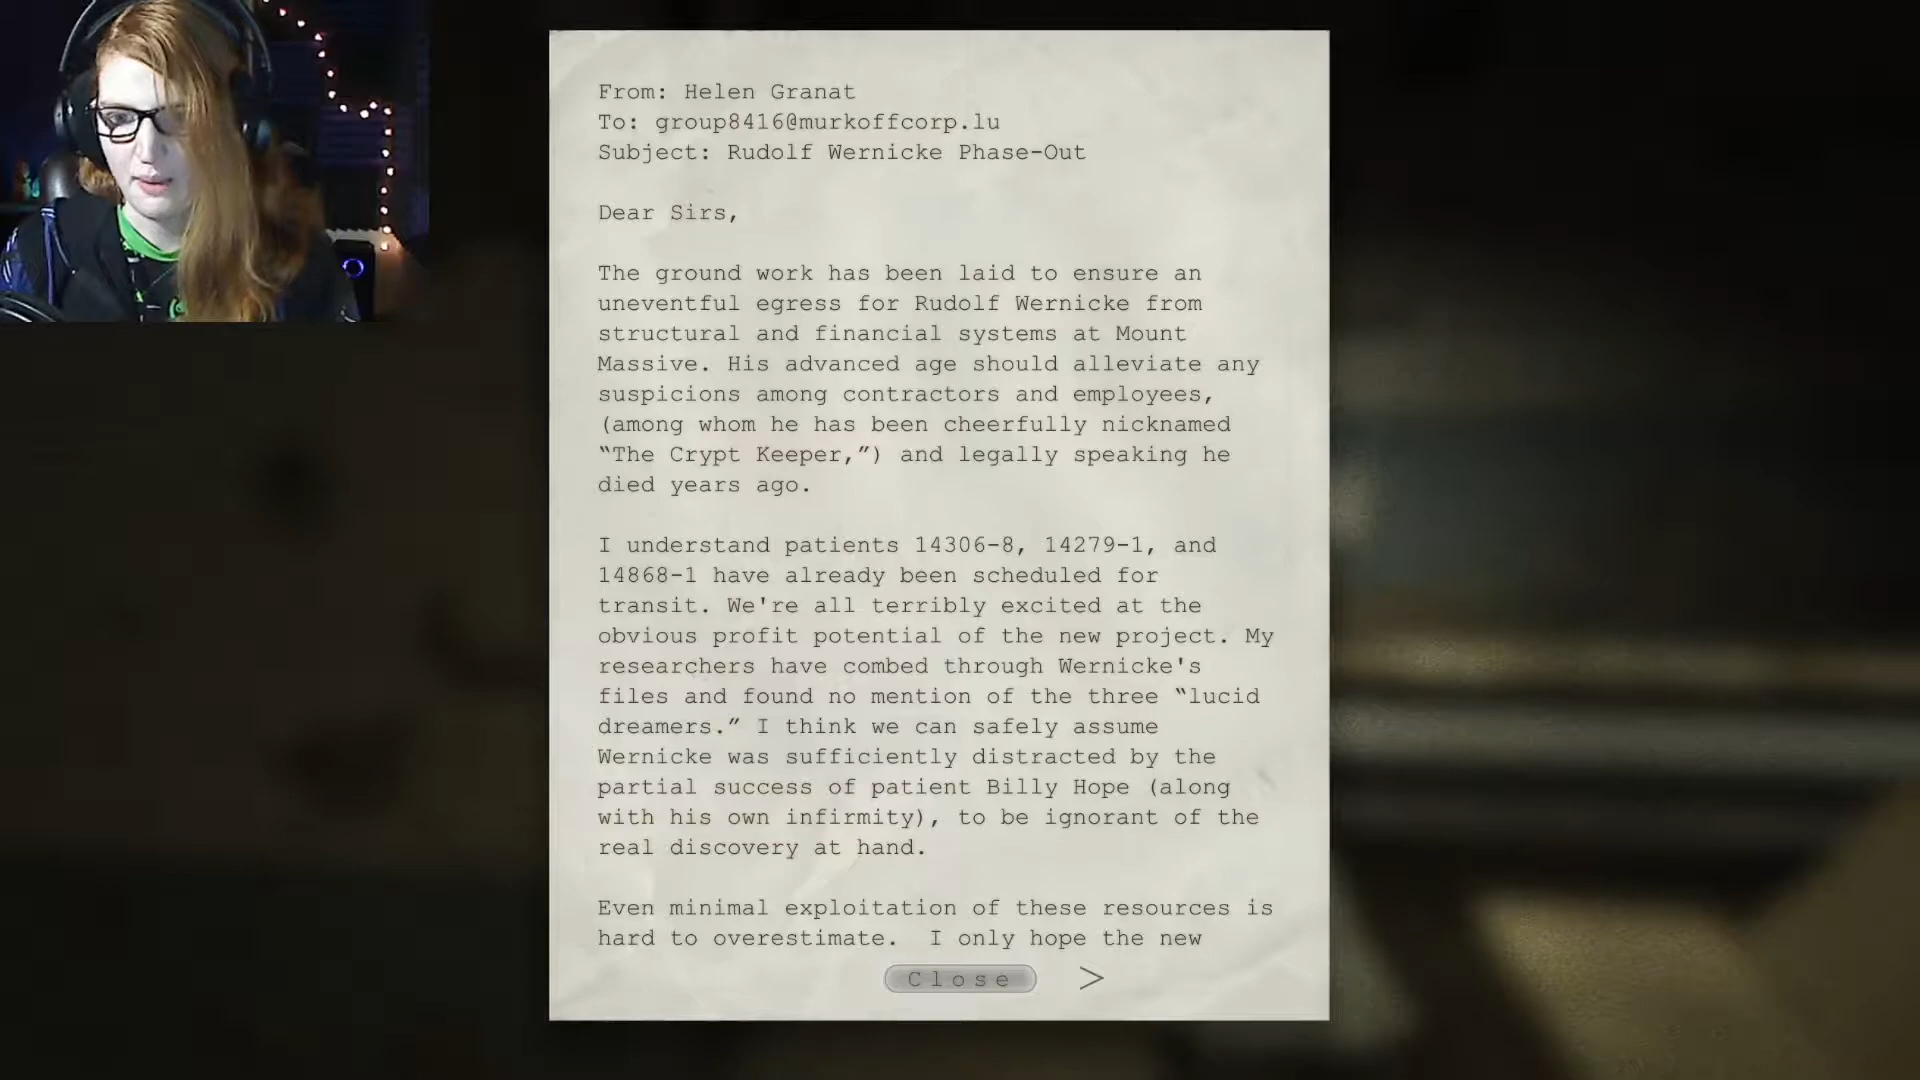 From: Helen Granat
To: group8416@murkoffcorp.lu
Subject: Rudolf Wernicke Phase-Out
Dear Sirs,
The ground work has been laid to ensure an
uneventful egress for Rudolf Wernicke from
structural and financial systems at Mount
Massive. His advanced age should alleviate any
suspicions among contractors and employees,
(among whom he has been cheerfully nicknamed
“The Crypt Keeper,”) and legally speaking he
died years ago.
I understand patients 14306-8, 14279-1, and
14868-1 have already been scheduled for
transit. We're all terribly excited at the
obvious profit potential of the new project. My
researchers have combed through Wernicke's
files and found no mention of the three “lucid
dreamers.” I think we can safely assume
Wernicke was sufficiently distracted by the
partial success of patient Billy Hope (along
with his own infirmity), to be ignorant of the
real discovery at hand.
Even minimal exploitation of these resources is
hard to overestimate.  I only hope the new
Close >